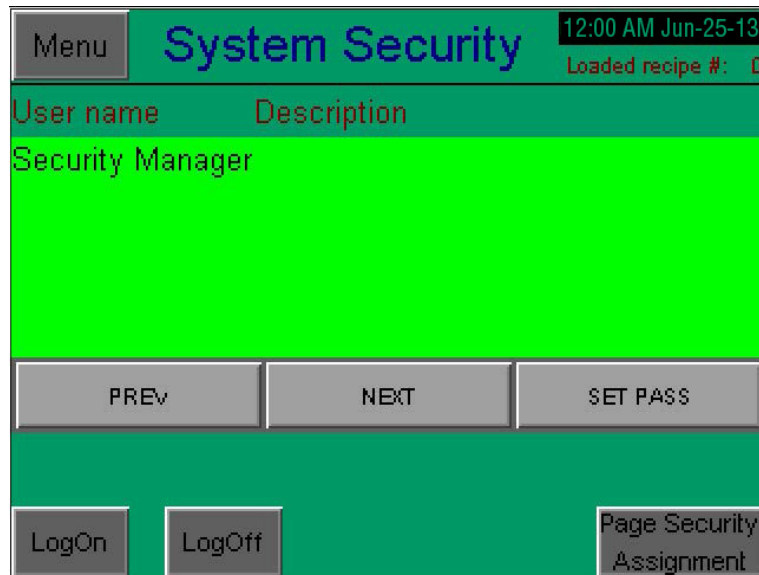 Menu
System Security
12:00 AM Jun-25-13
Loaded recipe #:
User name Description
Security Manager
PREV NEXT SET PASS
LogOn LogOff
Page Security
Assignment